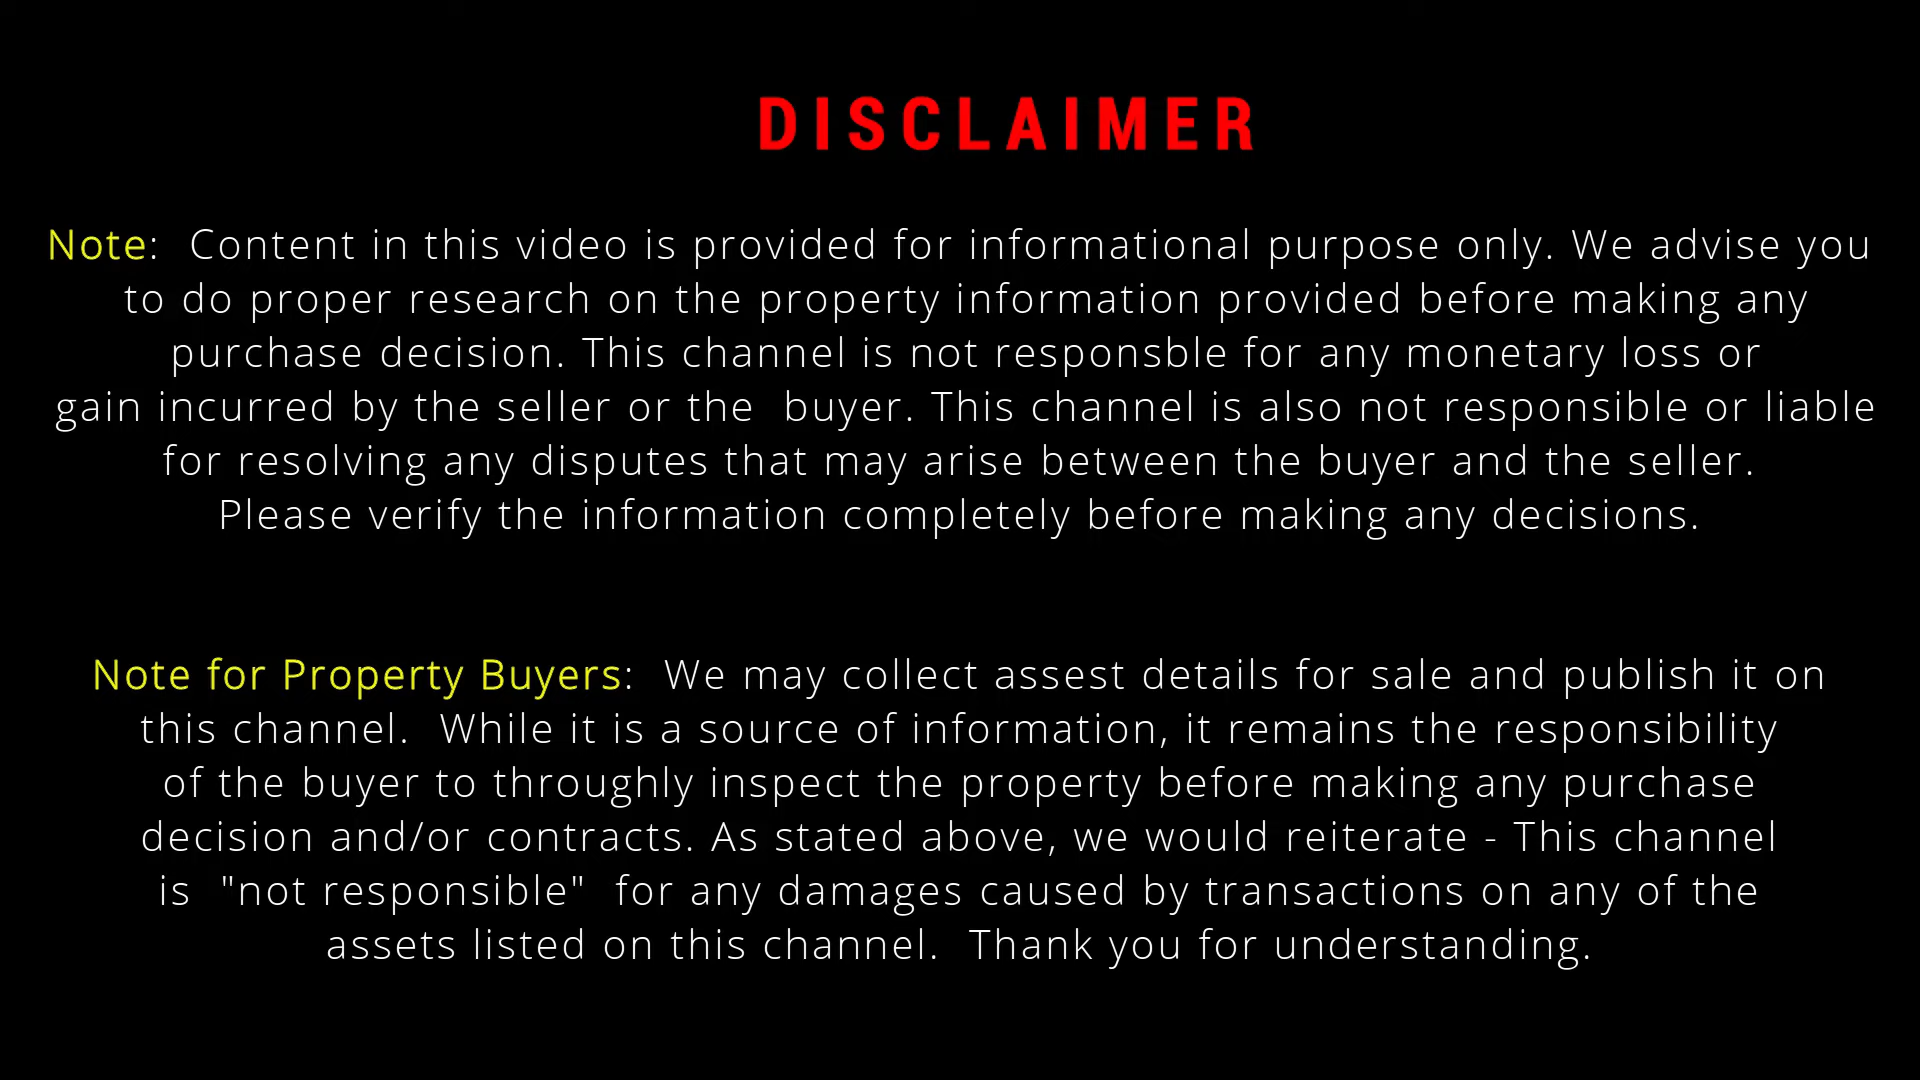 DISCLAIMER
Note:  Content in this video is provided for informational purpose only. We advise you
to do proper research on the property information provided before making any
purchase decision. This channel is not responsble for any monetary loss or
gain incurred by the seller or the  buyer. This channel is also not responsible or liable
for resolving any disputes that may arise between the buyer and the seller.
Please verify the information completely before making any decisions.
Note for Property Buyers:  We may collect assest details for sale and publish it on
this channel.  While it is a source of information, it remains the responsibility
of the buyer to throughly inspect the property before making any purchase
decision and/or contracts. As stated above, we would reiterate - This channel
is  "not responsible"  for any damages caused by transactions on any of the
assets listed on this channel.  Thank you for understanding.